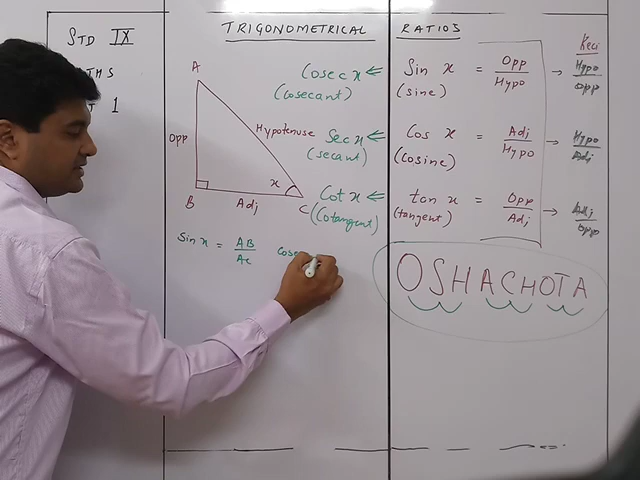 STD IX
THS
1
TRIGONOMETRICAL RATIOS
A
Opp
B
Adj
C
x
Hypotenuse
Cosec x ⇐
(Cosecant)
Sec x ⇐
(secant)
Cot x ⇐
(Cotangent)
Sin x = Opp/Hypo →
(sine)
Cos x = Adj/Hypo →
(Cosine)
tan x = Opp/Adj →
(tangent)
Hypo/Opp
Hypo/Adj
Adj/Opp
Sin x = AB/AC
Cose
OSHACHOTA